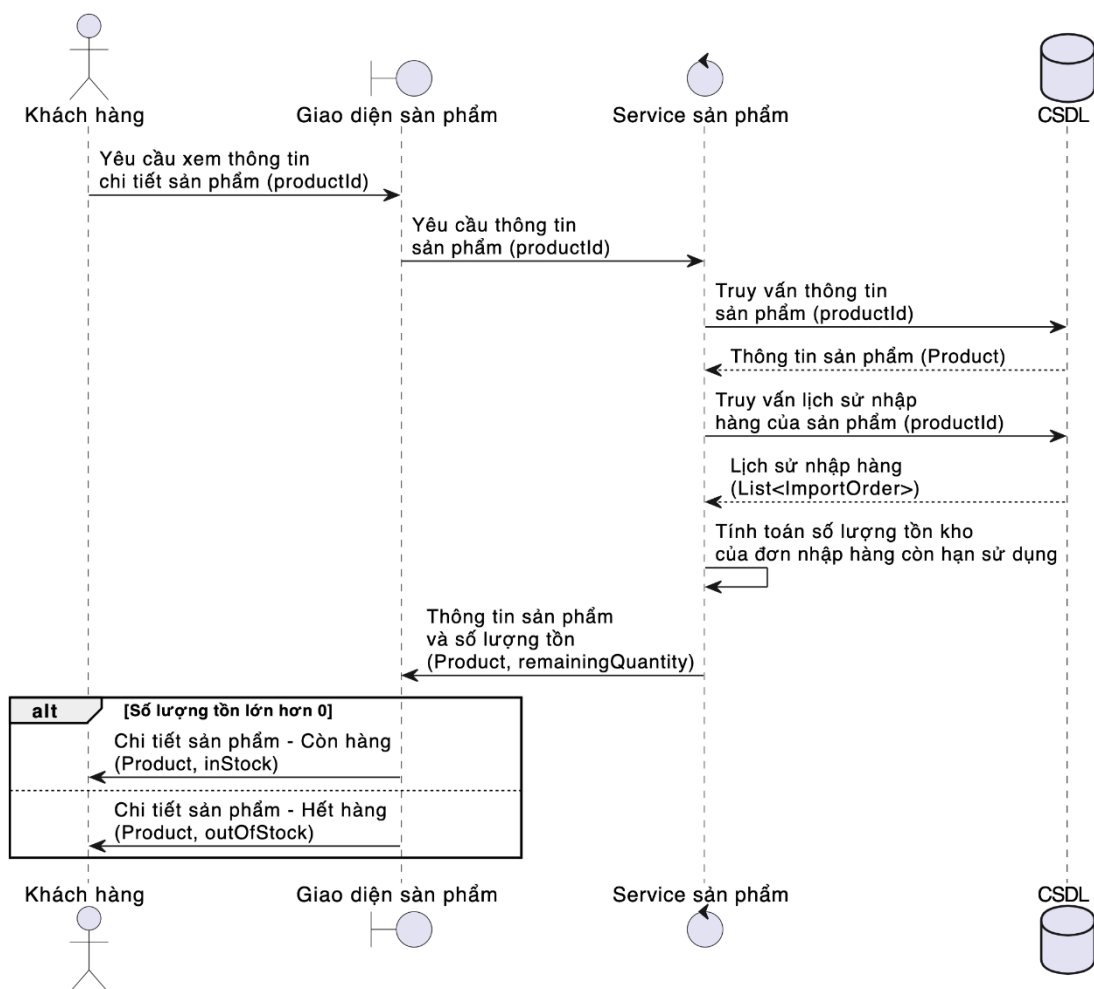 Khách hàng
Giao diện sản phẩm
Service sản phẩm
CSDL
Yêu cầu xem thông tin
chi tiết sản phẩm (productId)
Yêu cầu thông tin
sản phẩm (productId)
Truy vấn thông tin
sản phẩm (productId)
Thông tin sản phẩm (Product)
Truy vấn lịch sử nhập
hàng của sản phẩm (productId)
Lịch sử nhập hàng
(List<ImportOrder>)
Tính toán số lượng tồn kho
của đơn nhập hàng còn hạn sử dụng
Thông tin sản phẩm
và số lượng tồn
(Product, remainingQuantity)
alt
[Số lượng tồn lớn hơn 0]
Chi tiết sản phẩm - Còn hàng
(Product, inStock)
Chi tiết sản phẩm - Hết hàng
(Product, outOfStock)
Khách hàng
Giao diện sản phẩm
Service sản phẩm
CSDL